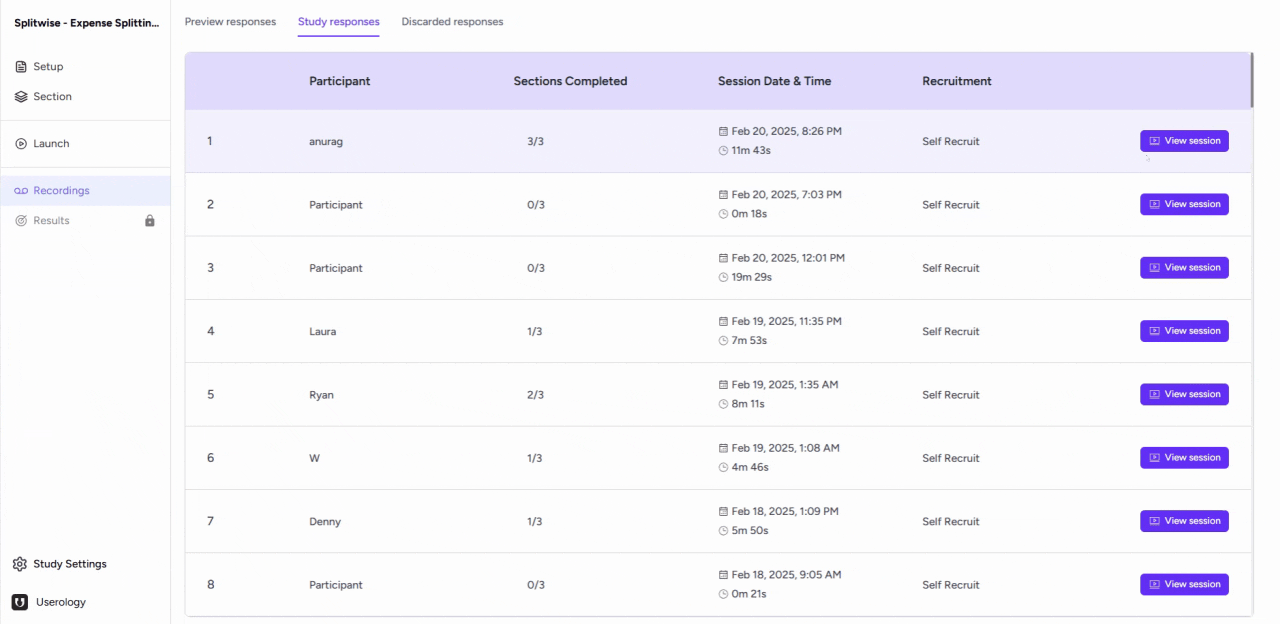 Splitwise - Expense Splittin...
Setup
Section
Launch
Recordings
Results
Study Settings
Userology
Preview responses Study responses Discarded responses
Participant Sections Completed Session Date & Time Recruitment
1 anurag 3/3 Feb 20, 2025, 8:26 PM Self Recruit View session
11m 43s
2 Participant 0/3 Feb 20, 2025, 7:03 PM Self Recruit View session
0m 18s
3 Participant 0/3 Feb 20, 2025, 12:01 PM Self Recruit View session
19m 29s
4 Laura 1/3 Feb 19, 2025, 11:35 PM Self Recruit View session
7m 53s
5 Ryan 2/3 Feb 19, 2025, 1:35 AM Self Recruit View session
8m 11s
6 W 1/3 Feb 19, 2025, 1:08 AM Self Recruit View session
4m 46s
7 Denny 1/3 Feb 18, 2025, 1:09 PM Self Recruit View session
5m 50s
8 Participant 0/3 Feb 18, 2025, 9:05 AM Self Recruit View session
0m 21s